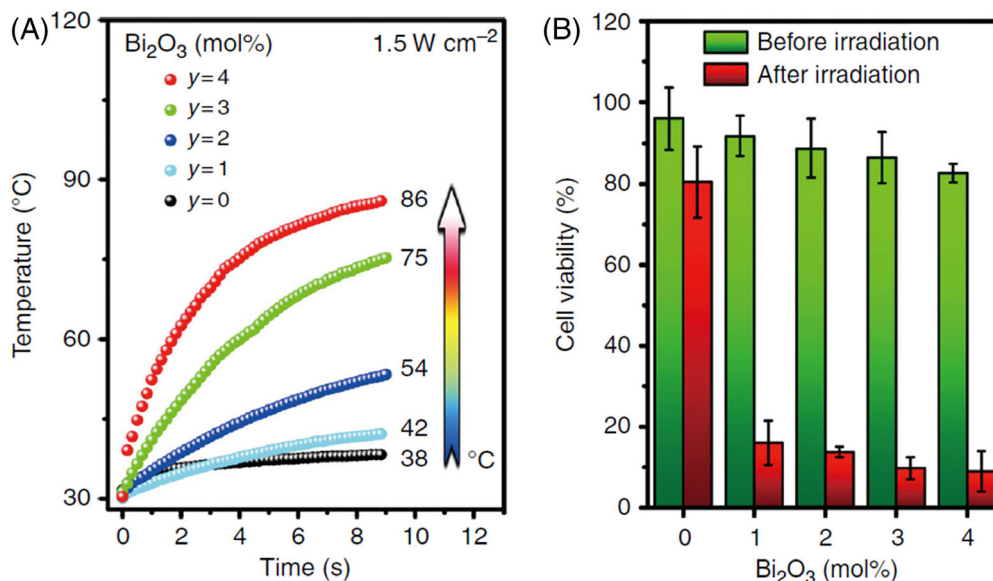 (A)
120
90
60
30
Temperature (°C)
Bi₂O₃ (mol%)
1.5 W cm⁻²
y = 4
y = 3
y = 2
y = 1
y = 0
86
75
54
42
38
°C
0 2 4 6 8 10 12
Time (s)
(B)
120
100
80
60
40
20
0
Cell viability (%)
Before irradiation
After irradiation
0 1 2 3 4
Bi₂O₃ (mol%)